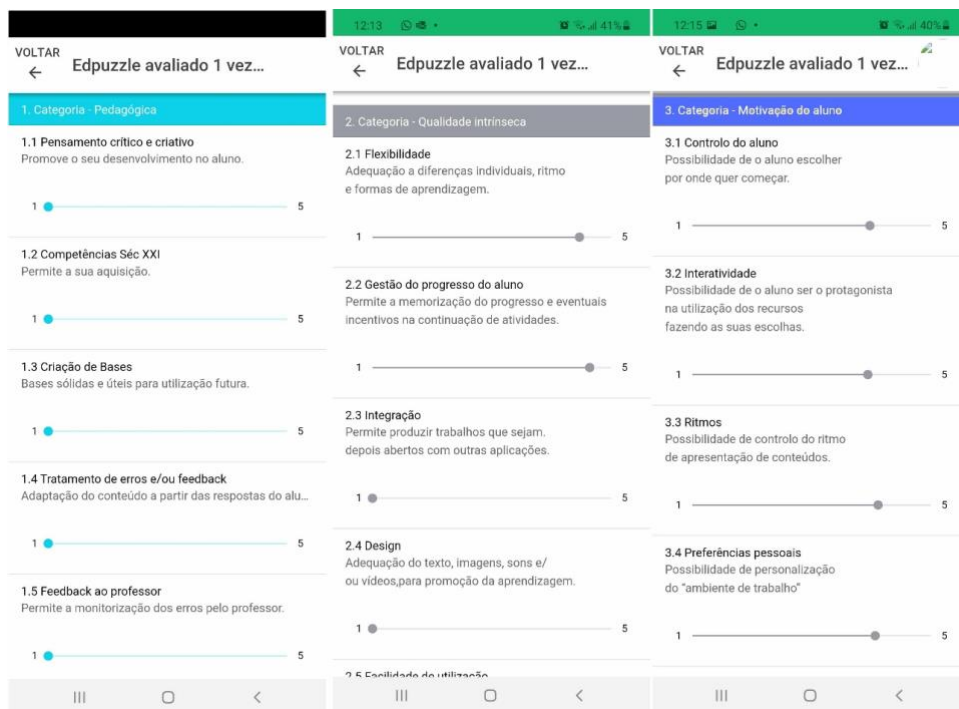 VOLTAR
Edpuzzle avaliado 1 vez...
1. Categoria - Pedagógica
1.1 Pensamento crítico e criativo
Promove o seu desenvolvimento no aluno.
1 5
1.2 Competências Séc XXI
Permite a sua aquisição.
1 5
1.3 Criação de Bases
Bases sólidas e úteis para utilização futura.
1 5
1.4 Tratamento de erros e/ou feedback
Adaptação do conteúdo a partir das respostas do alu...
1 5
1.5 Feedback ao professor
Permite a monitorização dos erros pelo professor.
1 5
12:13 41%
VOLTAR
Edpuzzle avaliado 1 vez...
2. Categoria - Qualidade intrínseca
2.1 Flexibilidade
Adequação a diferenças individuais, ritmo
e formas de aprendizagem.
1 5
2.2 Gestão do progresso do aluno
Permite a memorização do progresso e eventuais
incentivos na continuação de atividades.
1 5
2.3 Integração
Permite produzir trabalhos que sejam.
depois abertos com outras aplicações.
1 5
2.4 Design
Adequação do texto, imagens, sons e/
ou vídeos,para promoção da aprendizagem.
1 5
2.5 Facilidade de utilização
12:15 40%
VOLTAR
Edpuzzle avaliado 1 vez...
3. Categoria - Motivação do aluno
3.1 Controlo do aluno
Possibilidade de o aluno escolher
por onde quer começar.
1 5
3.2 Interatividade
Possibilidade de o aluno ser o protagonista
na utilização dos recursos
fazendo as suas escolhas.
1 5
3.3 Ritmos
Possibilidade de controlo do ritmo
de apresentação de conteúdos.
1 5
3.4 Preferências pessoais
Possibilidade de personalização
do "ambiente de trabalho"
1 5